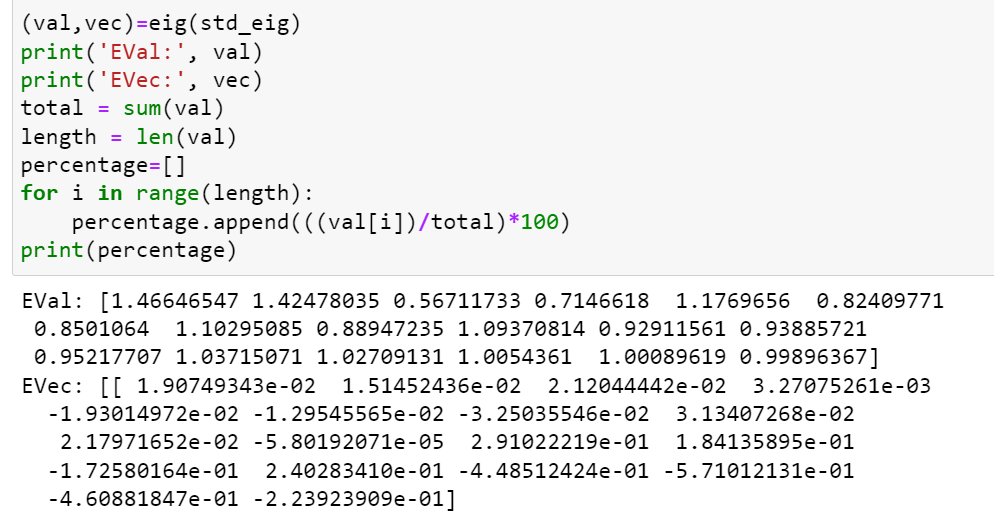 (val,vec)=eig(std_eig)
print('EVal:', val)
print('EVec:', vec)
total = sum(val)
length = len(val)
percentage=[]
for i in range(length):
    percentage.append(((val[i])/total)*100)
print(percentage)
EVal: [1.46646547 1.42478035 0.56711733 0.7146618  1.1769656  0.82409771
 0.8501064  1.10295085 0.88947235 1.09370814 0.92911561 0.93885721
 0.95217707 1.03715071 1.02709131 1.0054361  1.00089619 0.99896367]
EVec: [[ 1.90749343e-02  1.51452436e-02  2.12044442e-02  3.27075261e-03
  -1.93014972e-02 -1.29545565e-02 -3.25035546e-02  3.13407268e-02
   2.17971652e-02 -5.80192071e-05  2.91022219e-01  1.84135895e-01
  -1.72580164e-01  2.40283410e-01 -4.48512424e-01 -5.71012131e-01
  -4.60881847e-01 -2.23923909e-01]